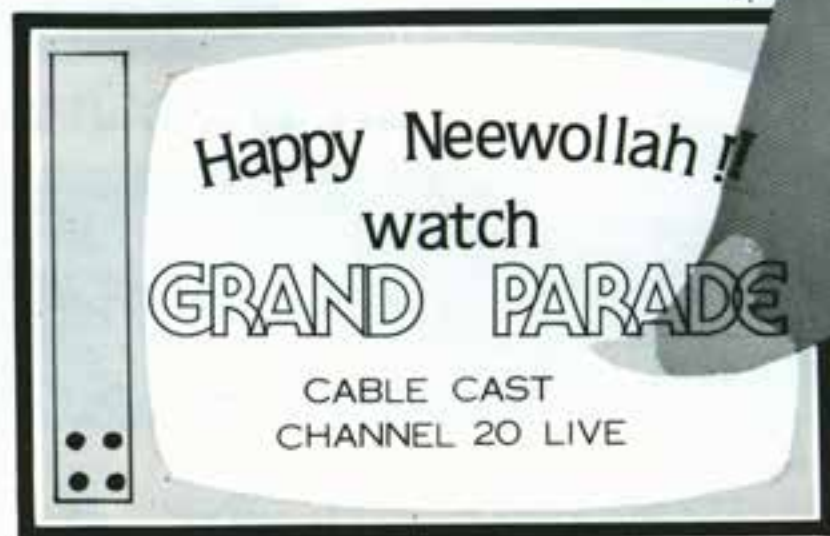 Happy Neewollah !!
watch
GRAND PARADE
CABLE CAST
CHANNEL 20 LIVE